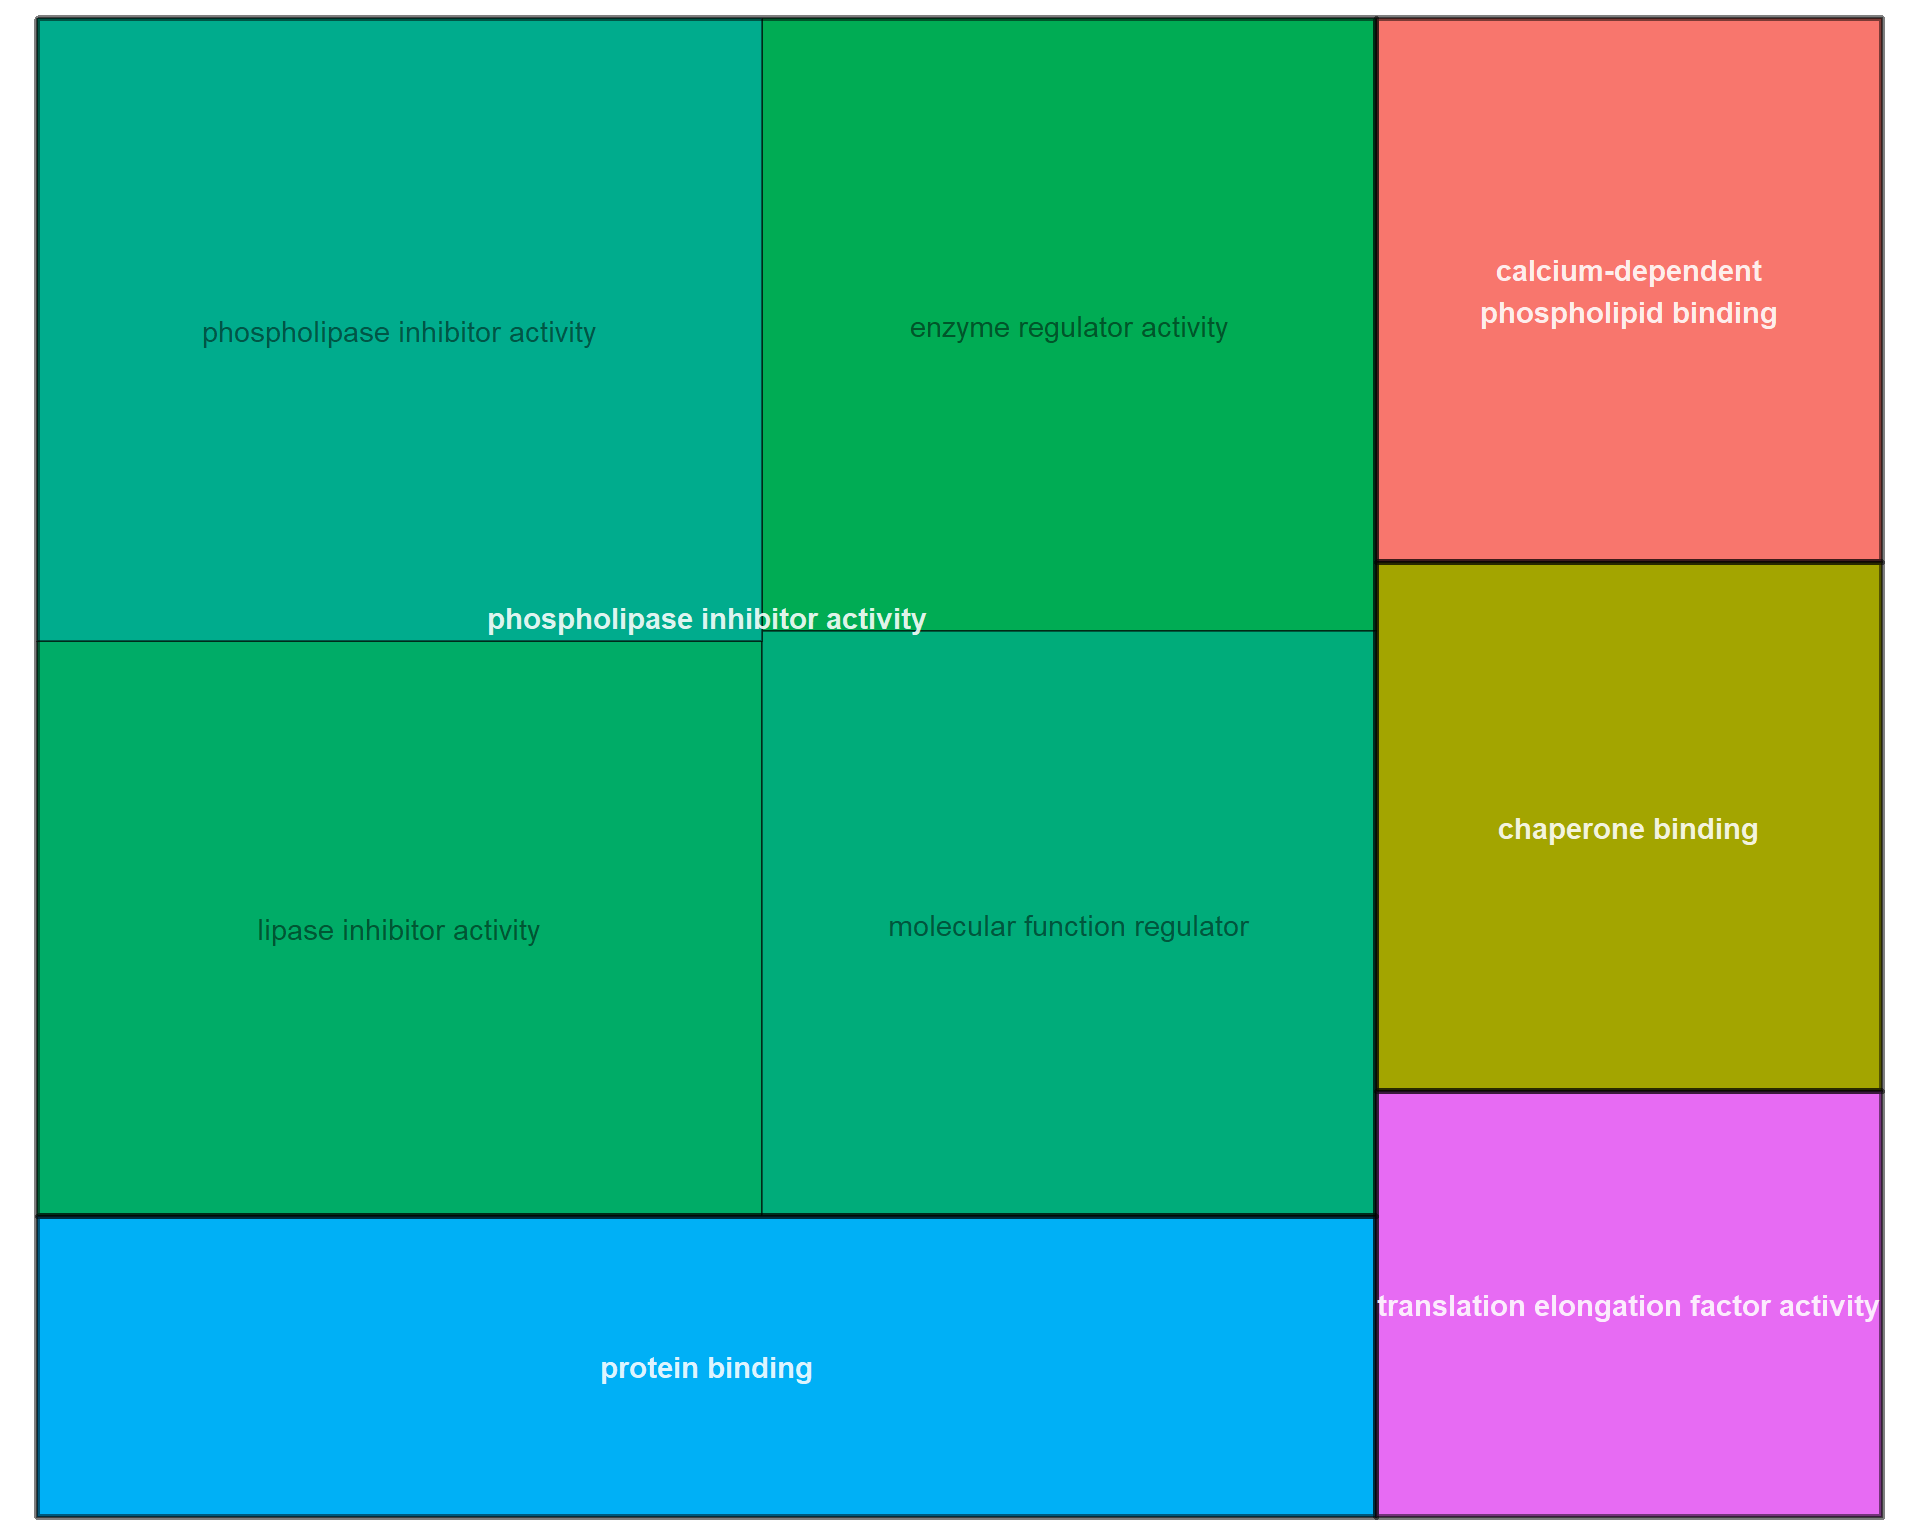 phospholipase inhibitor activity
enzyme regulator activity
calcium-dependent
phospholipid binding
phospholipase inhibitor activity
chaperone binding
lipase inhibitor activity
molecular function regulator
translation elongation factor activity
protein binding